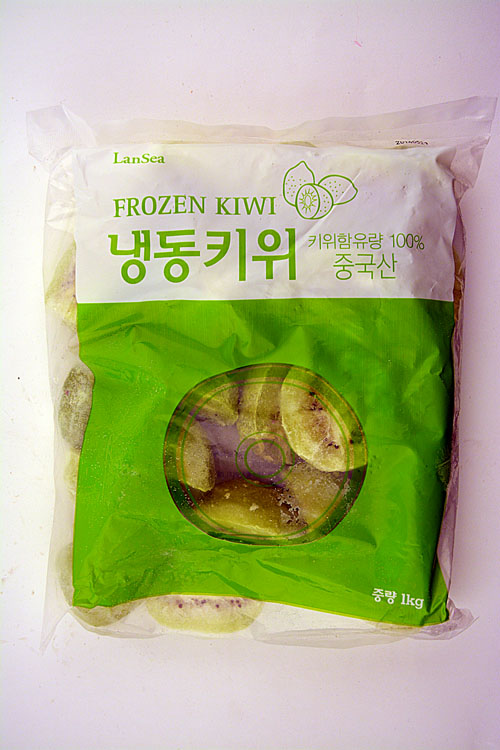 LanSea
FROZEN KIWI
냉동키위
키위함유량 100%
중국산
중량 1kg